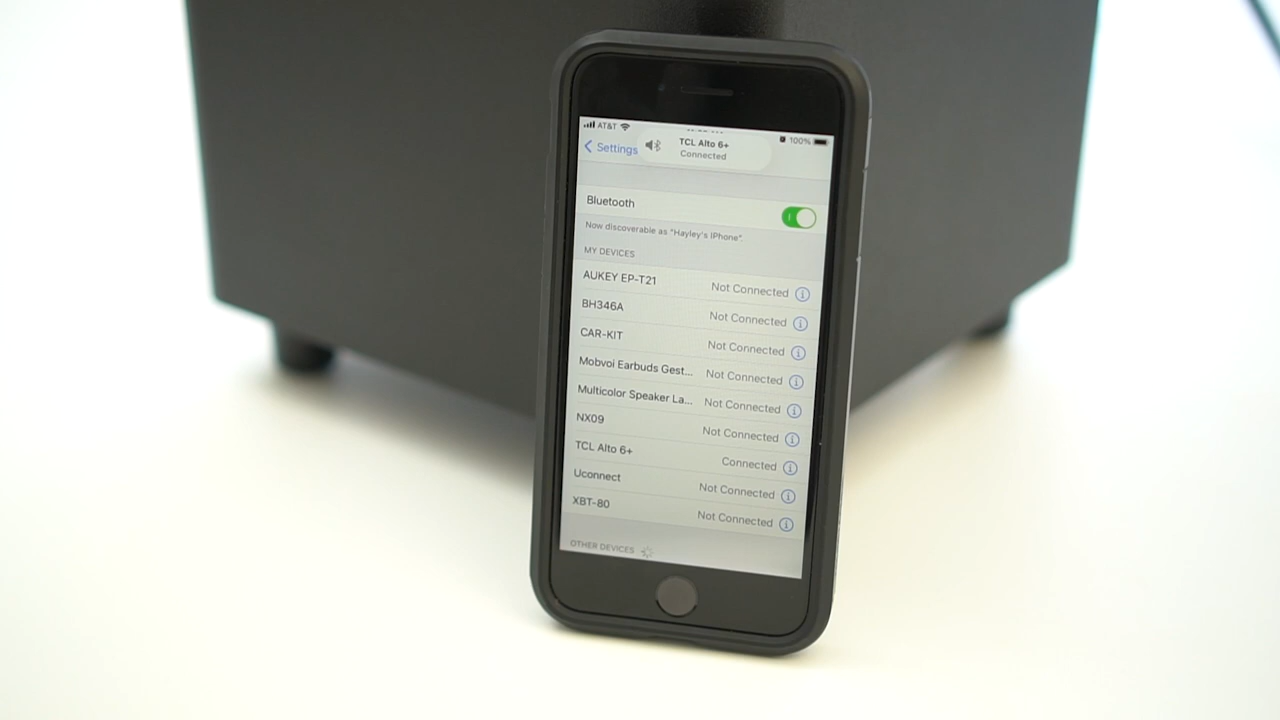 AT&T
100%
Settings
TCL Alto 6+
Connected
Bluetooth
Now discoverable as "Hayley's iPhone".
MY DEVICES
AUKEY EP-T21 Not Connected
BH346A Not Connected
CAR-KIT Not Connected
Mobvoi Earbuds Gest... Not Connected
Multicolor Speaker La... Not Connected
NX09 Not Connected
TCL Alto 6+ Connected
Uconnect Not Connected
XBT-80 Not Connected
OTHER DEVICES